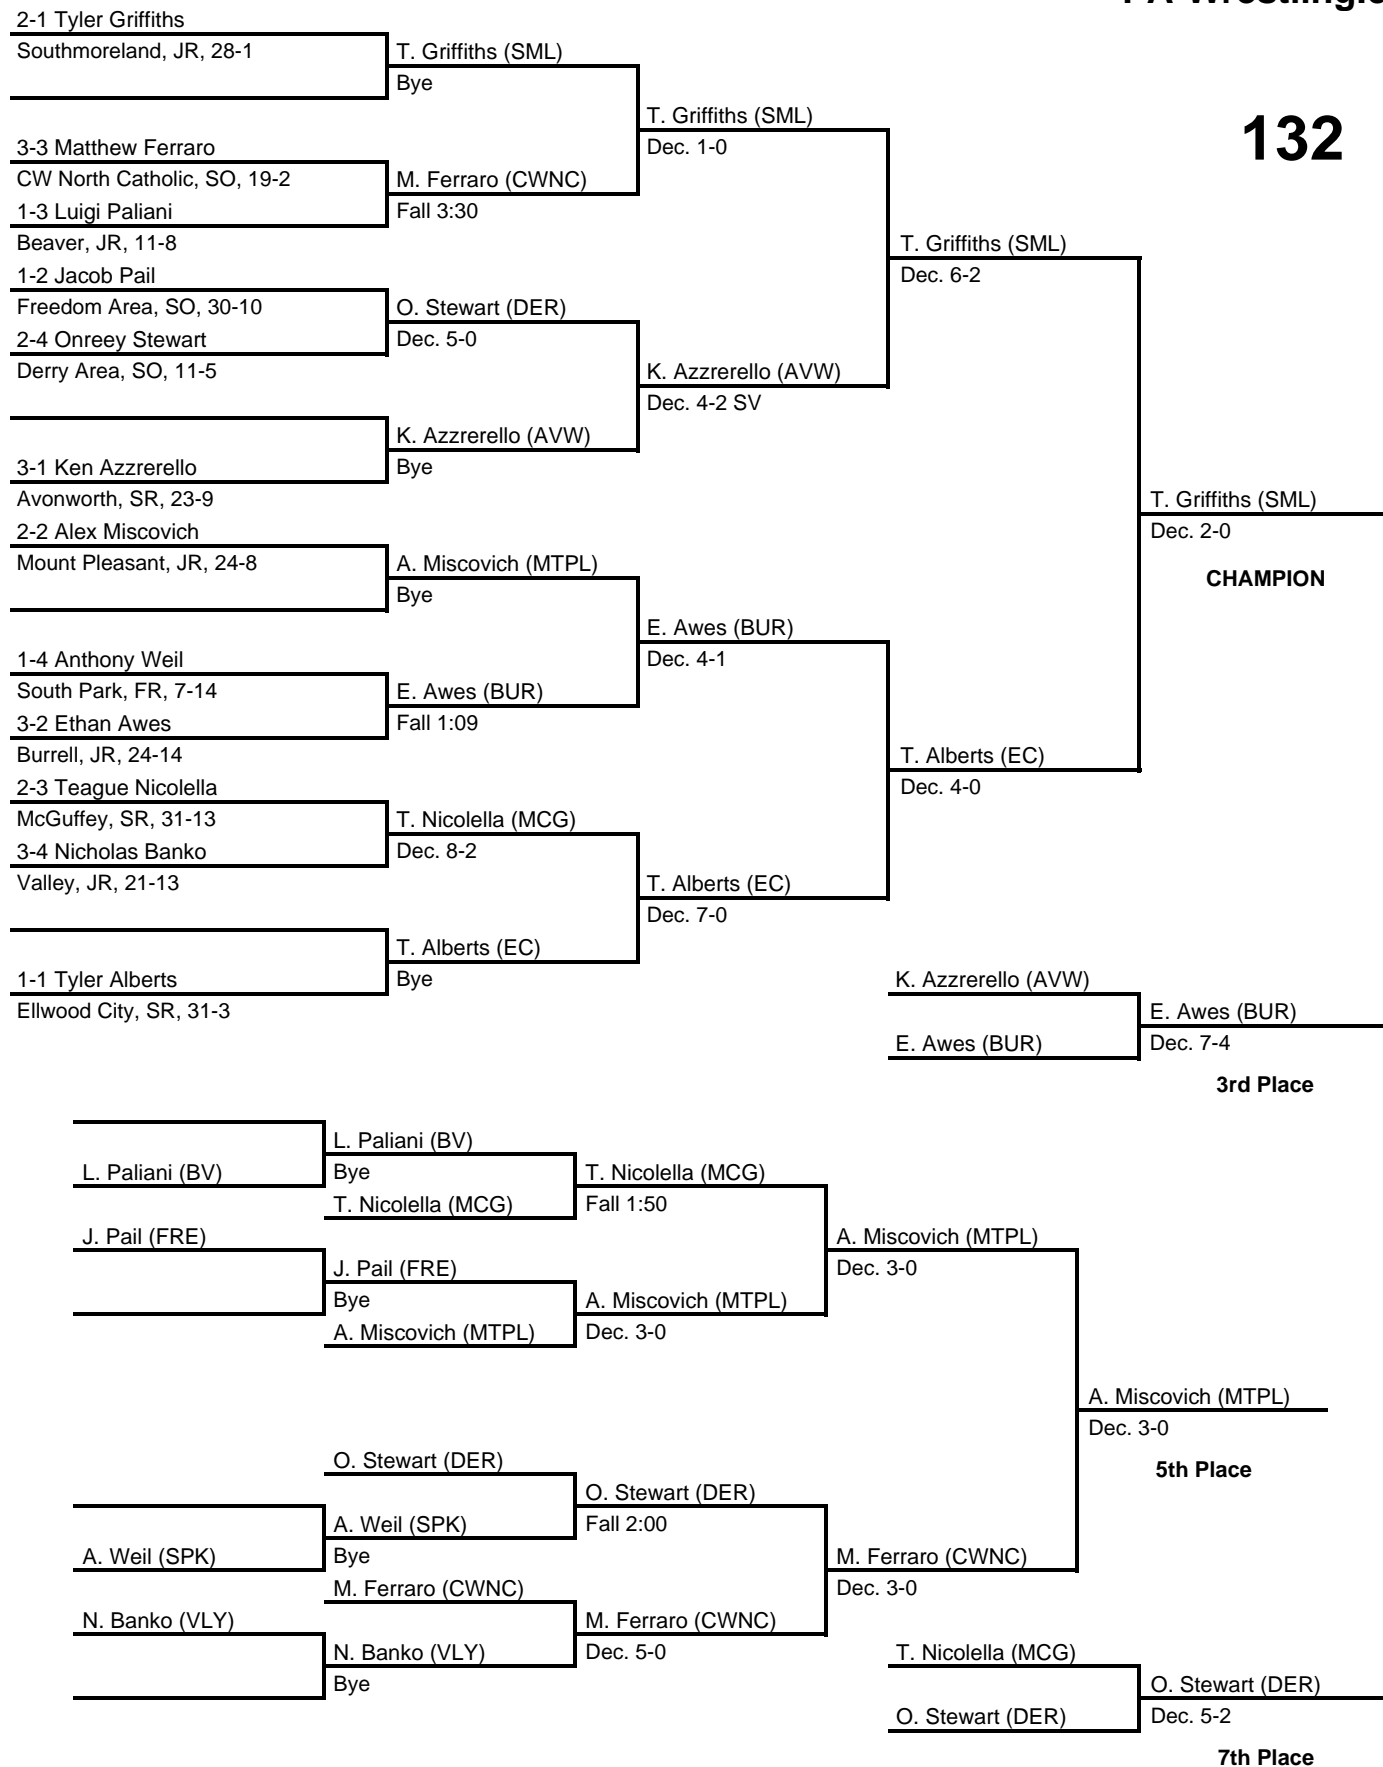 2-1 Tyler Griffiths
Southmoreland, JR, 28-1
T. Griffiths (SML)
Bye
T. Griffiths (SML)
Dec. 1-0
132
3-3 Matthew Ferraro
CW North Catholic, SO, 19-2
M. Ferraro (CWNC)
1-3 Luigi Paliani
Fall 3:30
Beaver, JR, 11-8
T. Griffiths (SML)
Dec. 6-2
1-2 Jacob Pail
Freedom Area, SO, 30-10
O. Stewart (DER)
2-4 Onreey Stewart
Dec. 5-0
Derry Area, SO, 11-5
K. Azzrerello (AVW)
Dec. 4-2 SV
K. Azzrerello (AVW)
3-1 Ken Azzrerello
Bye
Avonworth, SR, 23-9
T. Griffiths (SML)
Dec. 2-0
CHAMPION
2-2 Alex Miscovich
Mount Pleasant, JR, 24-8
A. Miscovich (MTPL)
Bye
E. Awes (BUR)
Dec. 4-1
1-4 Anthony Weil
South Park, FR, 7-14
E. Awes (BUR)
3-2 Ethan Awes
Fall 1:09
Burrell, JR, 24-14
T. Alberts (EC)
Dec. 4-0
2-3 Teague Nicolella
McGuffey, SR, 31-13
T. Nicolella (MCG)
3-4 Nicholas Banko
Dec. 8-2
Valley, JR, 21-13
T. Alberts (EC)
Dec. 7-0
T. Alberts (EC)
1-1 Tyler Alberts
Bye
Ellwood City, SR, 31-3
K. Azzrerello (AVW)
E. Awes (BUR)
E. Awes (BUR)
Dec. 7-4
3rd Place
L. Paliani (BV)
L. Paliani (BV)
Bye
T. Nicolella (MCG)
T. Nicolella (MCG)
Fall 1:50
J. Pail (FRE)
A. Miscovich (MTPL)
Dec. 3-0
J. Pail (FRE)
Bye
A. Miscovich (MTPL)
A. Miscovich (MTPL)
Dec. 3-0
A. Miscovich (MTPL)
Dec. 3-0
5th Place
O. Stewart (DER)
O. Stewart (DER)
Fall 2:00
A. Weil (SPK)
A. Weil (SPK)
Bye
M. Ferraro (CWNC)
Dec. 3-0
M. Ferraro (CWNC)
N. Banko (VLY)
M. Ferraro (CWNC)
Dec. 5-0
N. Banko (VLY)
Bye
T. Nicolella (MCG)
O. Stewart (DER)
O. Stewart (DER)
Dec. 5-2
7th Place